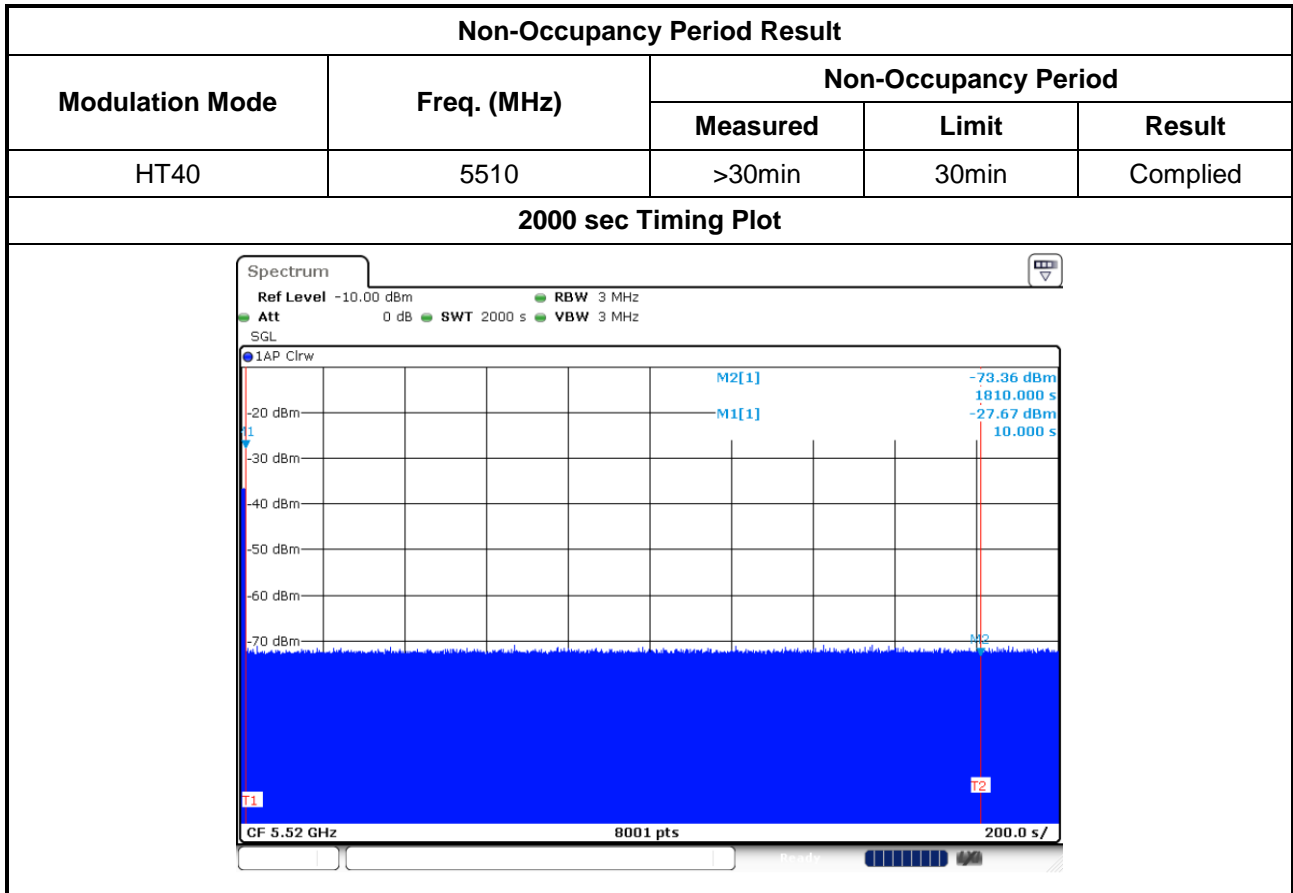 Non-Occupancy Period Result
Modulation Mode Freq. (MHz) Non-Occupancy Period
Measured Limit Result
HT40 5510 >30min 30min Complied
2000 sec Timing Plot
Spectrum
Ref Level -10.00 dBm RBW 3 MHz
Att 0 dB SWT 2000 s VBW 3 MHz
SGL
1AP Clrw
M2[1] -73.36 dBm
1810.000 s
-20 dBm M1[1] -27.67 dBm
10.000 s
-30 dBm
-40 dBm
-50 dBm
-60 dBm
-70 dBm
M2
T2
T1
CF 5.52 GHz 8001 pts 200.0 s/
Ready